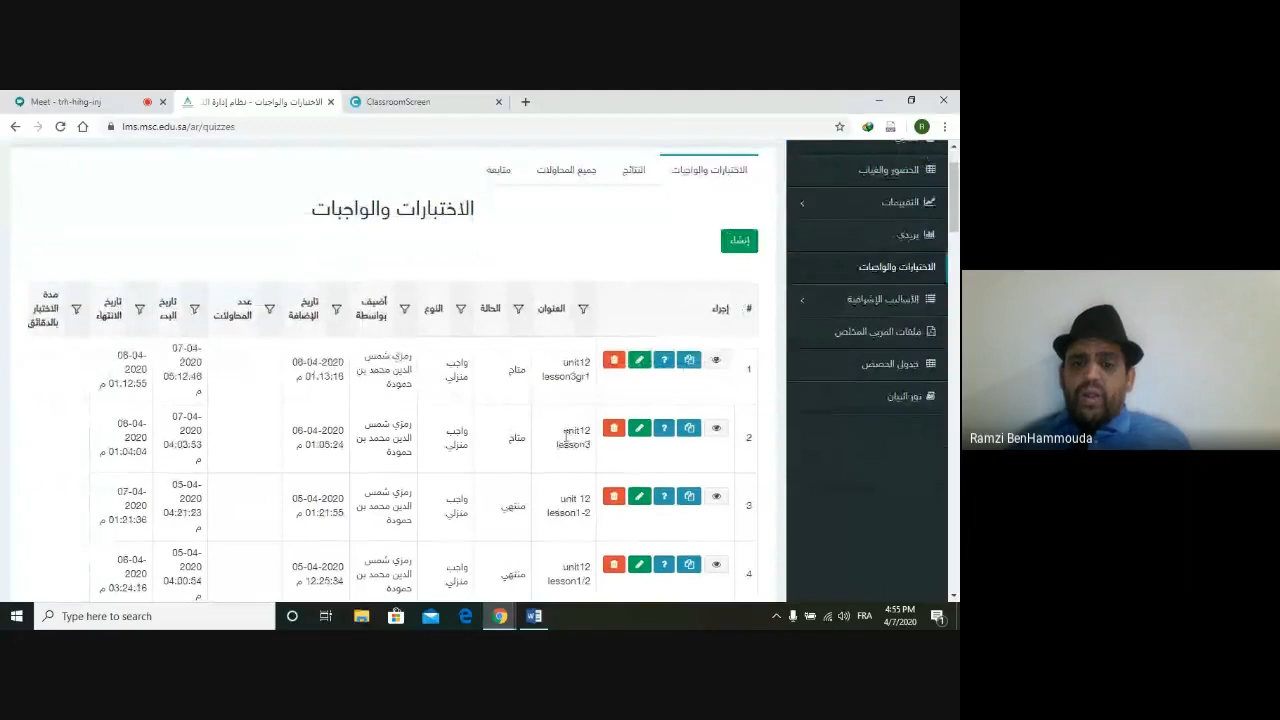 Meet - trh-hihg-inj
الاختبارات والواجبات - نظام إدارة الت
ClassroomScreen
lms.msc.edu.sa/ar/quizzes
الحضور والغياب
التقييمات
بريدي
الاختبارات والواجبات
الأساليب الإشرافية
ملفات المربي المختص
جدول الحصص
نور البيان
الاختبارات والواجبات
النتائج
جميع المحاولات
متابعة
الاختبارات والواجبات
إنشاء
#
إجراء
العنوان
الحالة
النوع
أضيف بواسطة
تاريخ الإضافة
عدد المحاولات
تاريخ البدء
تاريخ الانتهاء
مدة الاختبار بالدقائق
1
unit12
lesson3gr1
متاح
واجب
منزلي
رمزي شمس
الدين محمد بن
حمودة
06-04-2020
01:13:16 م
07-04-
2020
05:12:46
م
08-04-
2020
01:12:55 م
2
unit12
lesson3
متاح
واجب
منزلي
رمزي شمس
الدين محمد بن
حمودة
06-04-2020
01:05:24 م
07-04-
2020
04:03:53
م
08-04-
2020
01:04:04 م
3
unit 12
lesson1-2
منتهي
واجب
منزلي
رمزي شمس
الدين محمد بن
حمودة
05-04-2020
01:21:55 م
05-04-
2020
04:21:23
م
07-04-
2020
01:21:36 م
4
unit12
lesson1/2
منتهي
واجب
منزلي
رمزي شمس
الدين محمد بن
حمودة
05-04-2020
12:25:34 م
05-04-
2020
04:00:54
م
06-04-
2020
03:24:16 م
Type here to search
FRA
4:55 PM
4/7/2020
Ramzi BenHammouda